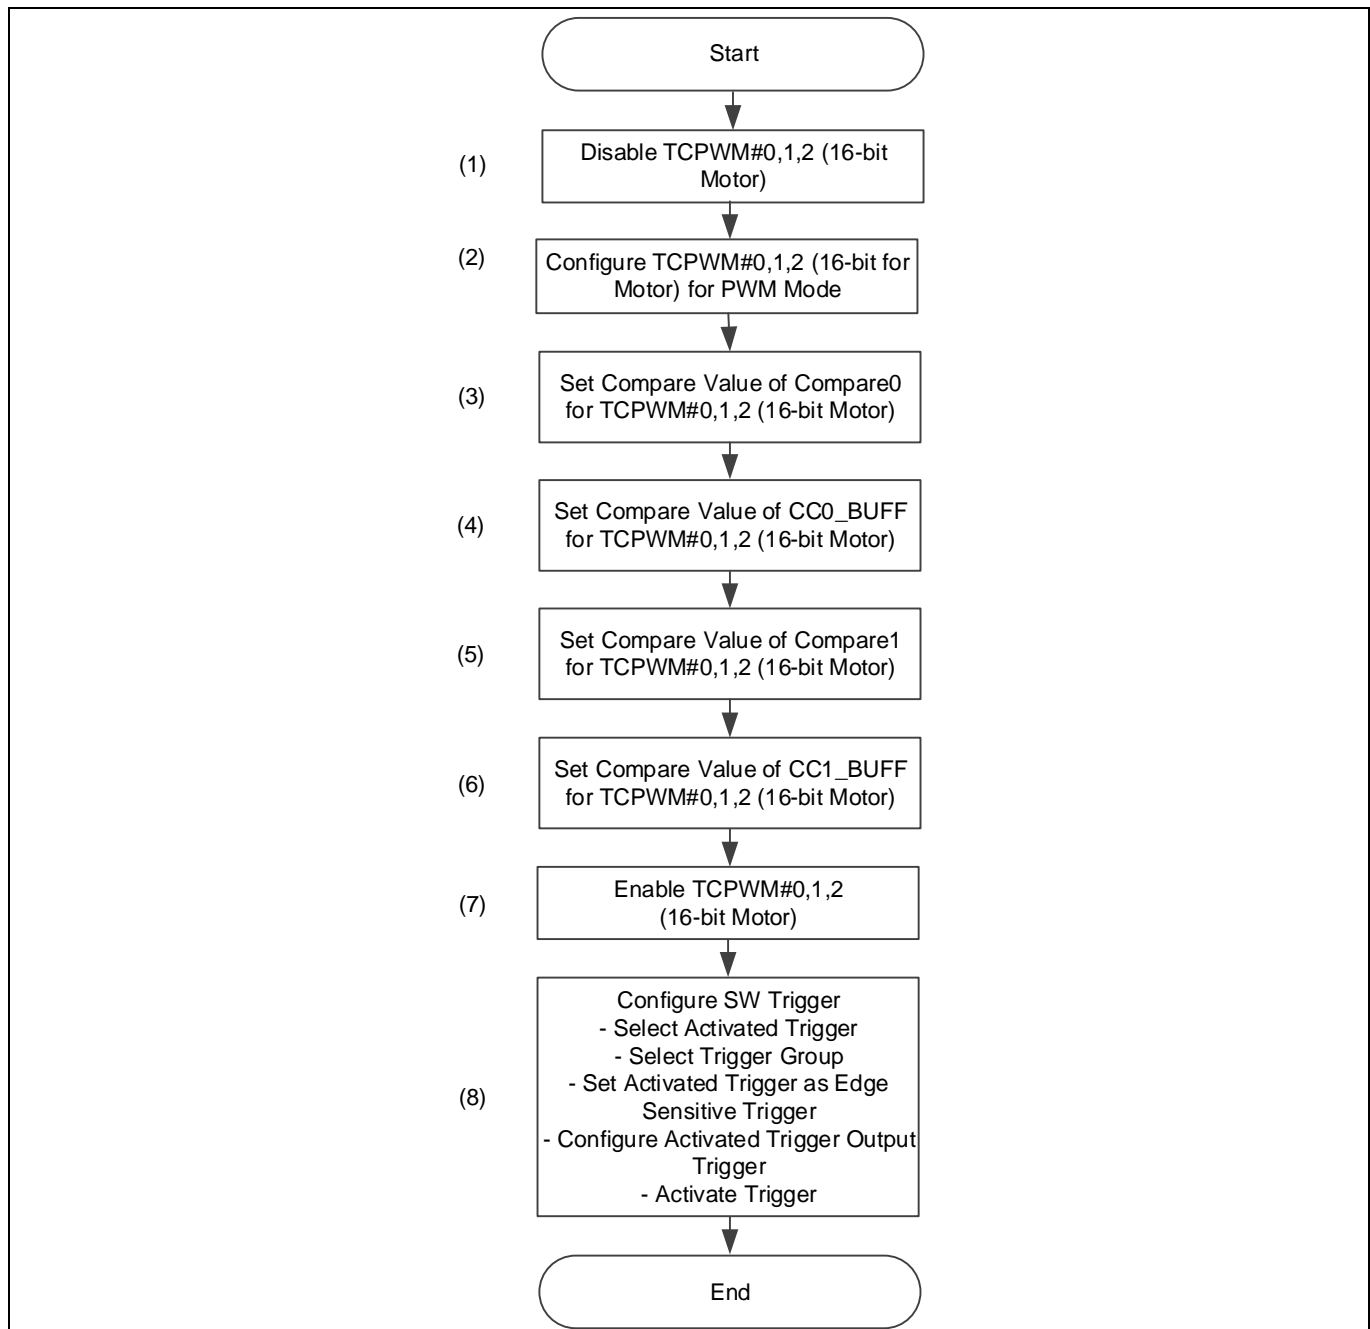 Start
(1)
Disable TCPWM#0,1,2 (16-bit
Motor)
(2)
Configure TCPWM#0,1,2 (16-bit for
Motor) for PWM Mode
(3)
Set Compare Value of Compare0
for TCPWM#0,1,2 (16-bit Motor)
(4)
Set Compare Value of CC0_BUFF
for TCPWM#0,1,2 (16-bit Motor)
(5)
Set Compare Value of Compare1
for TCPWM#0,1,2 (16-bit Motor)
(6)
Set Compare Value of CC1_BUFF
for TCPWM#0,1,2 (16-bit Motor)
(7)
Enable TCPWM#0,1,2
(16-bit Motor)
(8)
Configure SW Trigger
- Select Activated Trigger
- Select Trigger Group
- Set Activated Trigger as Edge
Sensitive Trigger
- Configure Activated Trigger Output
Trigger
- Activate Trigger
End